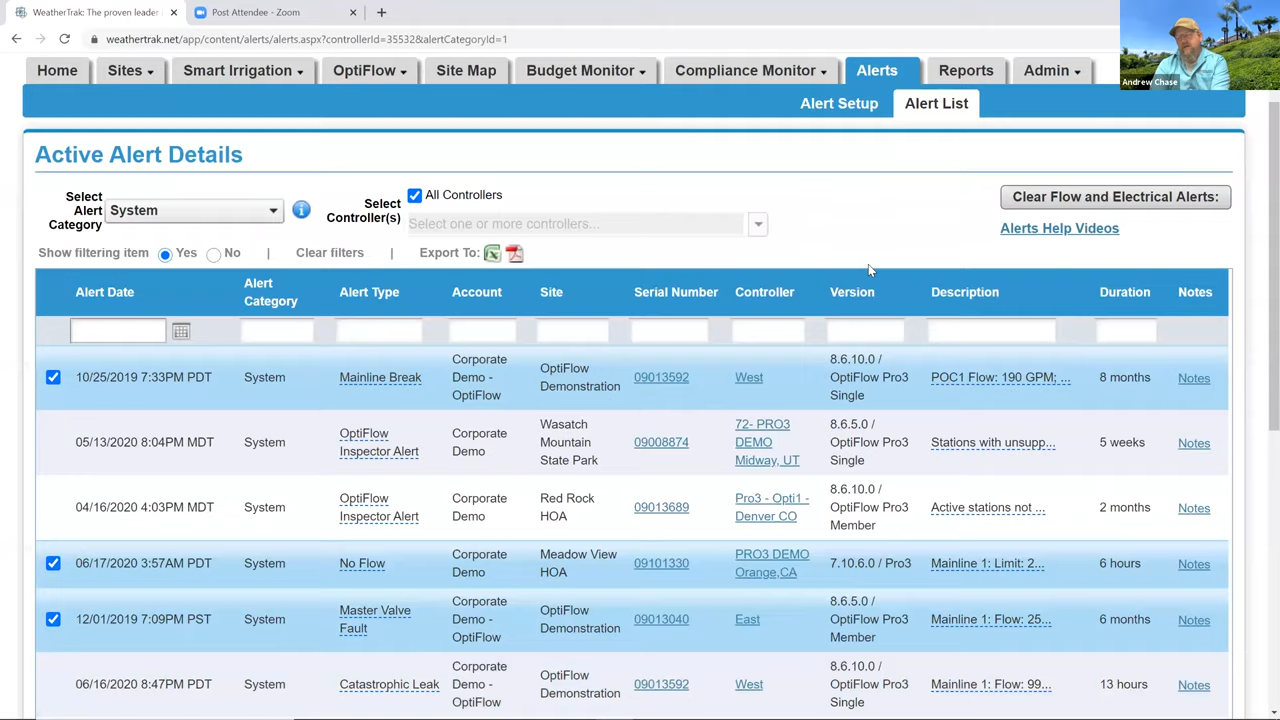 WeatherTrak: The proven leader
Post Attendee - Zoom
weathertrak.net/app/content/alerts/alerts.aspx?controllerId=35532&alertCategoryId=1
Home Sites Smart Irrigation OptiFlow Site Map Budget Monitor Compliance Monitor Alerts Reports Admin
Andrew Chase
Alert Setup Alert List
Active Alert Details
Select
Alert
Category
System
Select
Controller(s)
All Controllers
Select one or more controllers...
Clear Flow and Electrical Alerts:
Alerts Help Videos
Show filtering item Yes No | Clear filters | Export To:
Alert Date
Alert
Category
Alert Type
Account
Site
Serial Number
Controller
Version
Description
Duration
Notes
10/25/2019 7:33PM PDT
System
Mainline Break
Corporate
Demo -
OptiFlow
OptiFlow
Demonstration
09013592
West
8.6.10.0 /
OptiFlow Pro3
Single
POC1 Flow: 190 GPM; ...
8 months
Notes
05/13/2020 8:04PM MDT
System
OptiFlow
Inspector Alert
Corporate
Demo
Wasatch
Mountain
State Park
09008874
72- PRO3
DEMO
Midway, UT
8.6.5.0 /
OptiFlow Pro3
Single
Stations with unsupp...
5 weeks
Notes
04/16/2020 4:03PM MDT
System
OptiFlow
Inspector Alert
Corporate
Demo
Red Rock
HOA
09013689
Pro3 - Opti1 -
Denver CO
8.6.10.0 /
OptiFlow Pro3
Member
Active stations not ...
2 months
Notes
06/17/2020 3:57AM PDT
System
No Flow
Corporate
Demo
Meadow View
HOA
09101330
PRO3 DEMO
Orange,CA
7.10.6.0 / Pro3
Mainline 1: Limit: 2...
6 hours
Notes
12/01/2019 7:09PM PST
System
Master Valve
Fault
Corporate
Demo -
OptiFlow
OptiFlow
Demonstration
09013040
East
8.6.5.0 /
OptiFlow Pro3
Member
Mainline 1: Flow: 25...
6 months
Notes
06/16/2020 8:47PM PDT
System
Catastrophic Leak
Corporate
Demo -
OptiFlow
OptiFlow
Demonstration
09013592
West
8.6.10.0 /
OptiFlow Pro3
Single
Mainline 1: Flow: 99...
13 hours
Notes